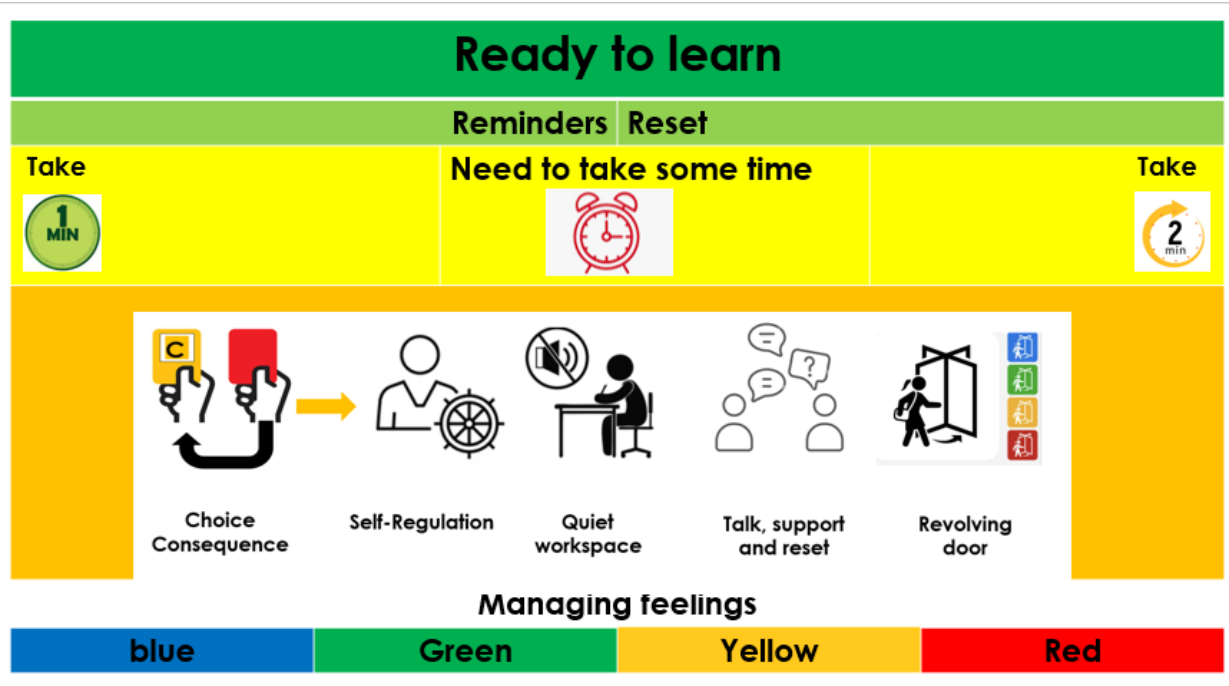 Ready to learn
Reminders Reset
Take Need to take some time Take
1
MIN
2
min
C
?
Choice
Consequence
Self-Regulation
Quiet
workspace
Talk, support
and reset
Revolving
door
Managing feelings
blue Green Yellow Red